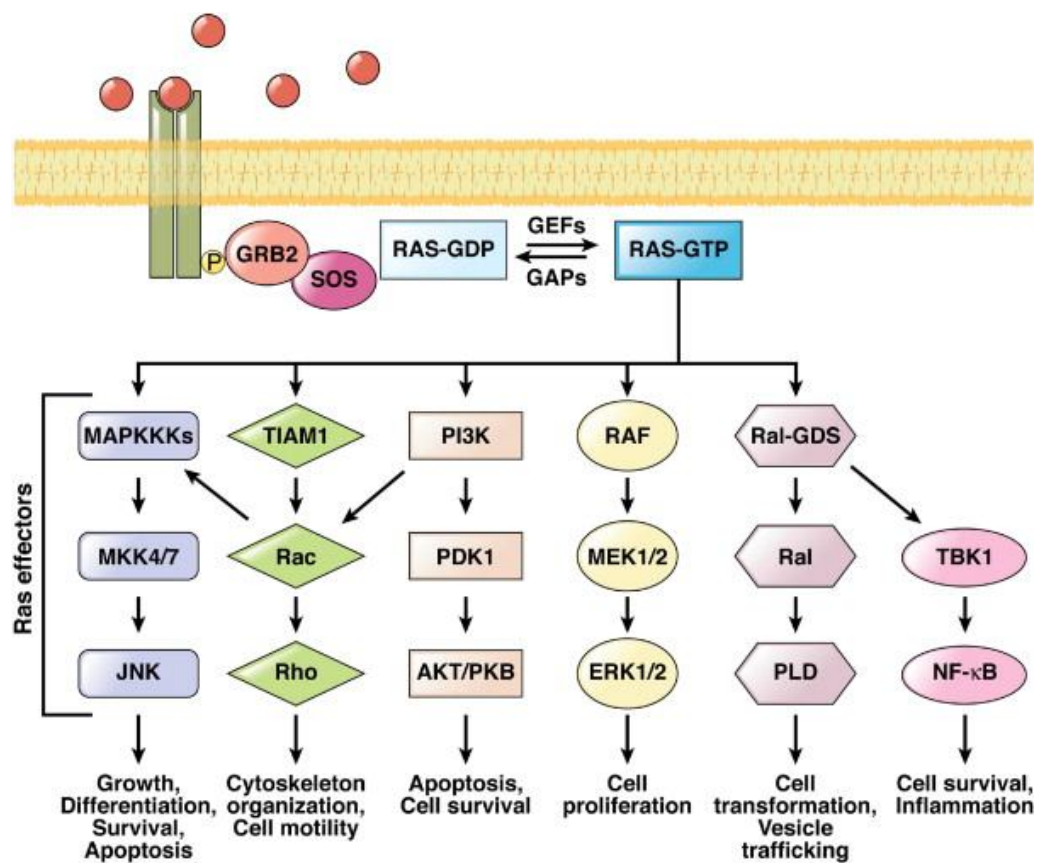 P
GRB2
SOS
RAS-GDP
GEFs
GAPs
RAS-GTP
Ras effectors
MAPKKKs
TIAM1
PI3K
RAF
Ral-GDS
MKK4/7
Rac
PDK1
MEK1/2
Ral
TBK1
JNK
Rho
AKT/PKB
ERK1/2
PLD
NF-κB
Growth,
Differentiation,
Survival,
Apoptosis
Cytoskeleton
organization,
Cell motility
Apoptosis,
Cell survival
Cell
proliferation
Cell
transformation,
Vesicle
trafficking
Cell survival,
Inflammation